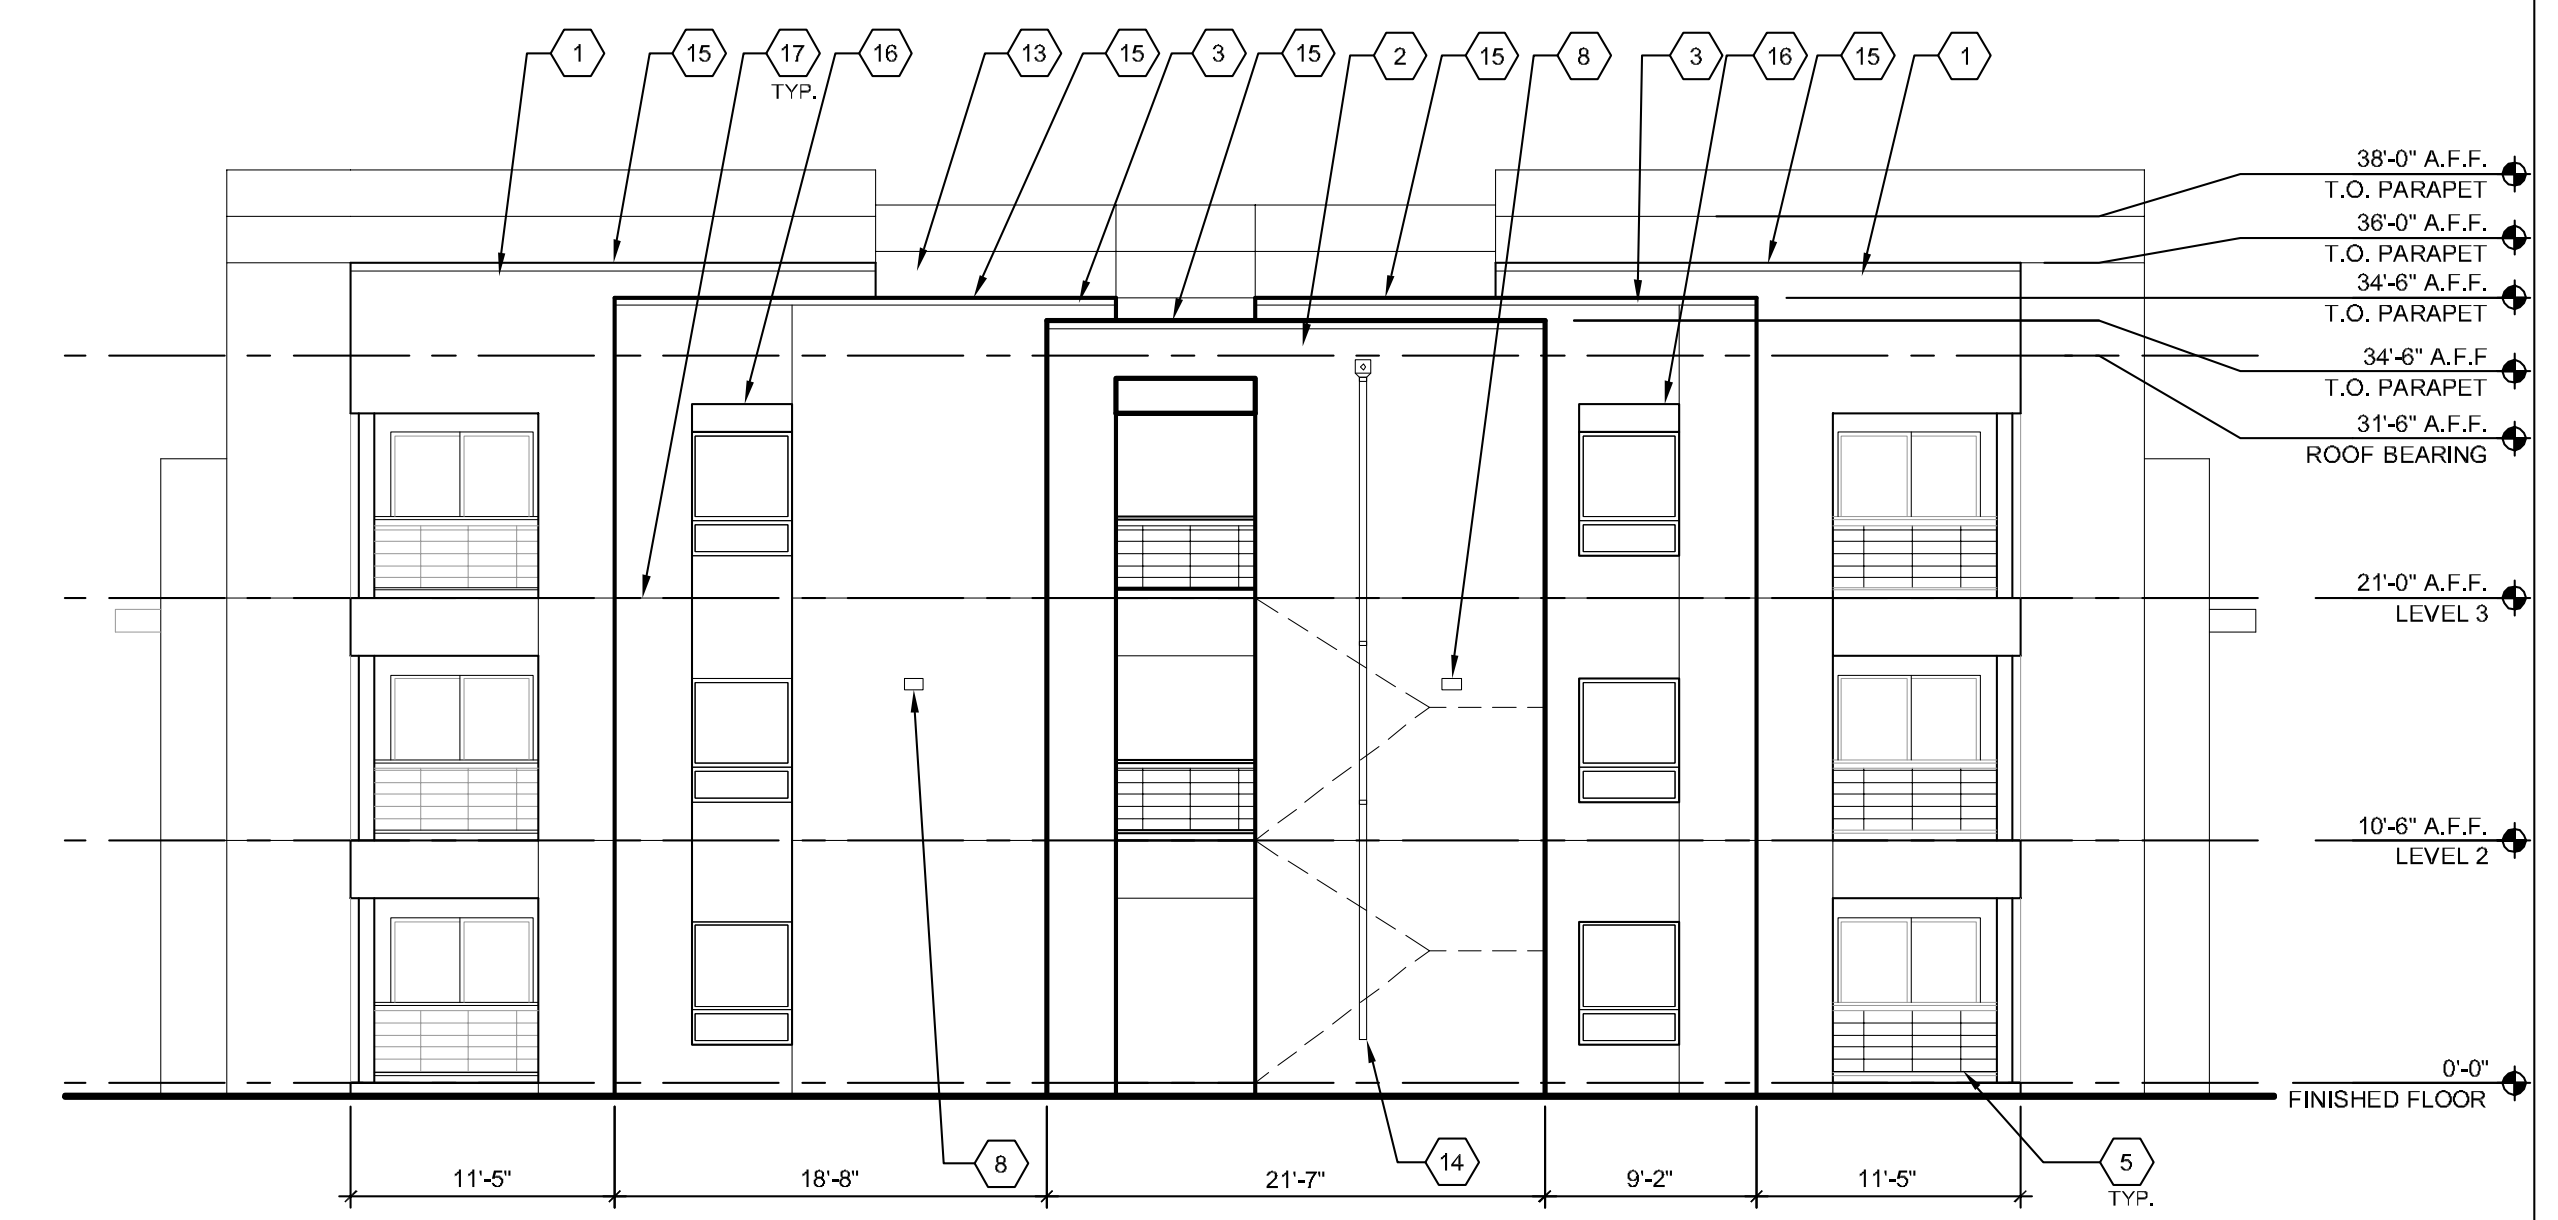 1
15
17
16
13
15
3
15
2
15
8
3
16
15
1
TYP.
38'-0" A.F.F.
T.O. PARAPET
36'-0" A.F.F.
T.O. PARAPET
34'-6" A.F.F.
T.O. PARAPET
34'-6" A.F.F
T.O. PARAPET
31'-6" A.F.F.
ROOF BEARING
21'-0" A.F.F.
LEVEL 3
10'-6" A.F.F.
LEVEL 2
0'-0"
FINISHED FLOOR
8
14
5
TYP.
11'-5"
18'-8"
21'-7"
9'-2"
11'-5"